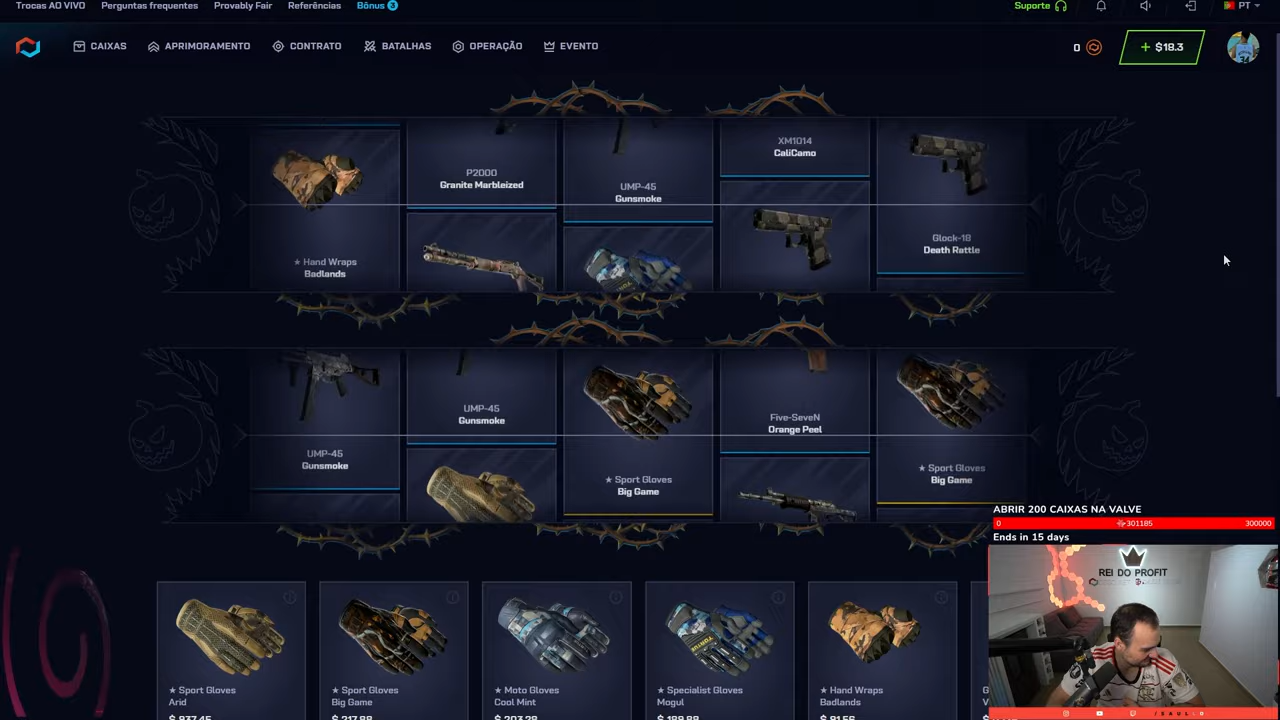 Trocas AO VIVO Perguntas frequentes Provably Fair Referências Bônus 3 Suporte PT
CAIXAS APRIMORAMENTO CONTRATO BATALHAS OPERAÇÃO EVENTO 0 + $18.3
★ Hand Wraps
Badlands
P2000
Granite Marbleized
UMP-45
Gunsmoke
XM1014
CaliCamo
Glock-18
Death Rattle
UMP-45
Gunsmoke
UMP-45
Gunsmoke
★ Sport Gloves
Big Game
Five-SeveN
Orange Peel
★ Sport Gloves
Big Game
ABRIR 200 CAIXAS NA VALVE
0 301185 300000
Ends in 15 days
REI DO PROFIT
★ Sport Gloves
Arid
★ Sport Gloves
Big Game
★ Moto Gloves
Cool Mint
★ Specialist Gloves
Mogul
★ Hand Wraps
Badlands